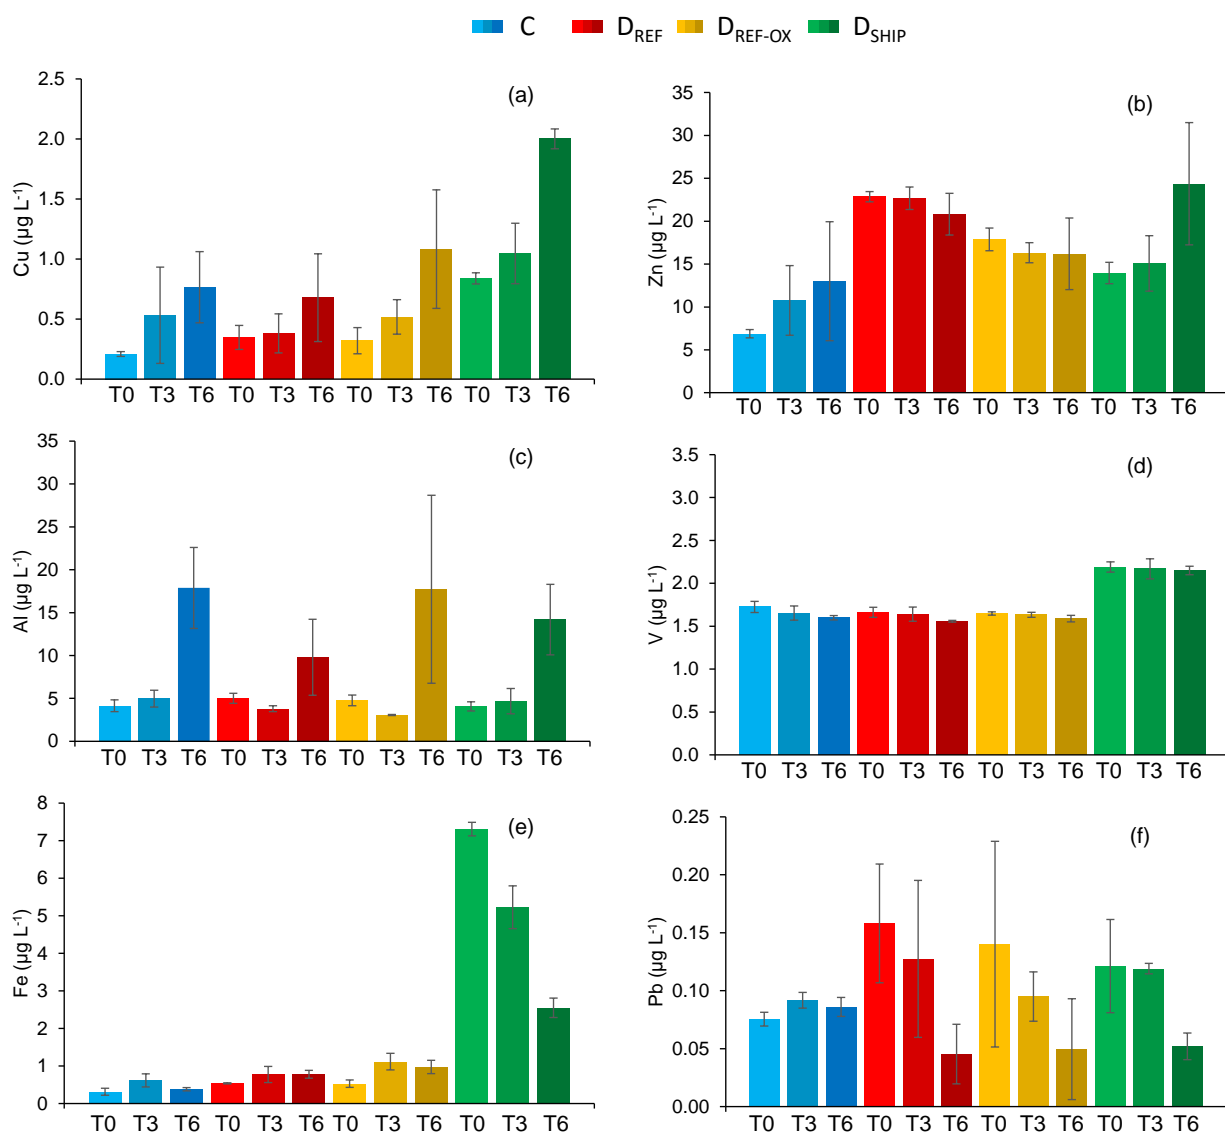 C D_REF D_REF-OX D_SHIP
(a)
Cu (µg L⁻¹)
2.5
2.0
1.5
1.0
0.5
0.0
T0 T3 T6 T0 T3 T6 T0 T3 T6 T0 T3 T6
(b)
Zn (µg L⁻¹)
35
30
25
20
15
10
5
0
T0 T3 T6 T0 T3 T6 T0 T3 T6 T0 T3 T6
(c)
Al (µg L⁻¹)
35
30
25
20
15
10
5
0
T0 T3 T6 T0 T3 T6 T0 T3 T6 T0 T3 T6
(d)
V (µg L⁻¹)
3.5
3.0
2.5
2.0
1.5
1.0
0.5
0.0
T0 T3 T6 T0 T3 T6 T0 T3 T6 T0 T3 T6
(e)
Fe (µg L⁻¹)
8
7
6
5
4
3
2
1
0
T0 T3 T6 T0 T3 T6 T0 T3 T6 T0 T3 T6
(f)
Pb (µg L⁻¹)
0.25
0.20
0.15
0.10
0.05
0.00
T0 T3 T6 T0 T3 T6 T0 T3 T6 T0 T3 T6